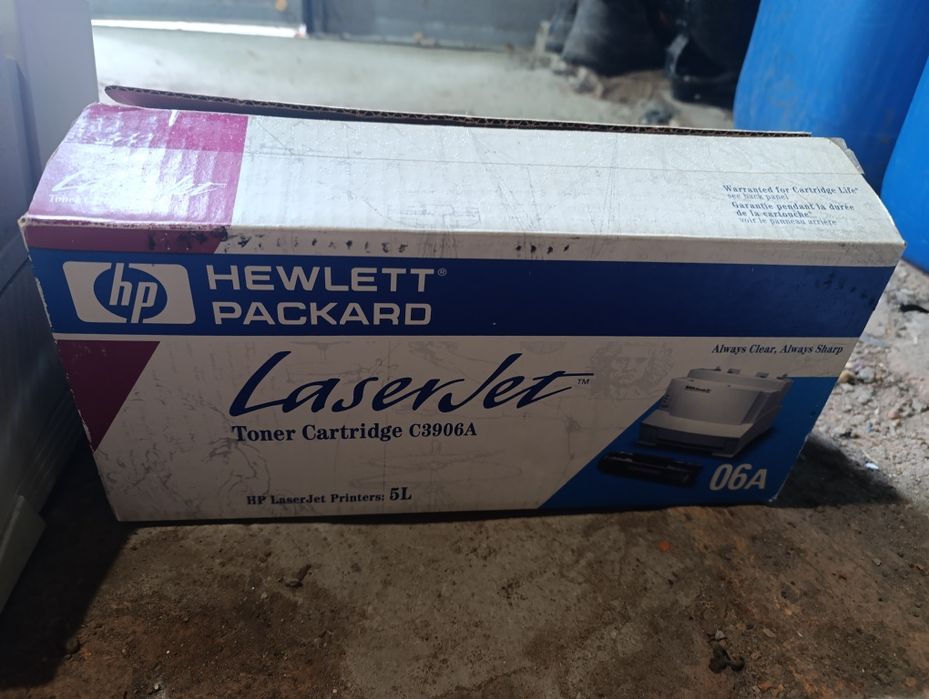 LaserJet
Warranted for Cartridge Life*
see back panel
Garantie pendant la durée
de la cartouche*
voir le panneau arrière
hp
HEWLETT®
PACKARD
Always Clear, Always Sharp
LaserJet™
Toner Cartridge C3906A
06A
HP LaserJet Printers: 5L